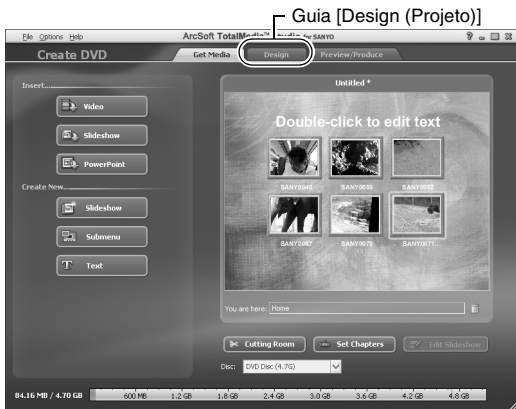 Guia [Design (Projeto)]
File Options Help
ArcSoft TotalMedia™ studio for SANYO
Create DVD
Get Media
Design
Preview/Produce
Insert...
Video
Slideshow
PowerPoint
Create New
Slideshow
Submenu
Text
Untitled *
Double-click to edit text
SANY0046 SANY0050 SANY0052
SANY0067 SANY0070 SANY0071
You are here: Home
Cutting Room
Set Chapters
Edit Slideshow
Disc: DVD Disc (4.7G)
84.16 MB / 4.70 GB
600 MB 1.2 GB 1.8 GB 2.4 GB 3.0 GB 3.6 GB 4.2 GB 4.8 GB